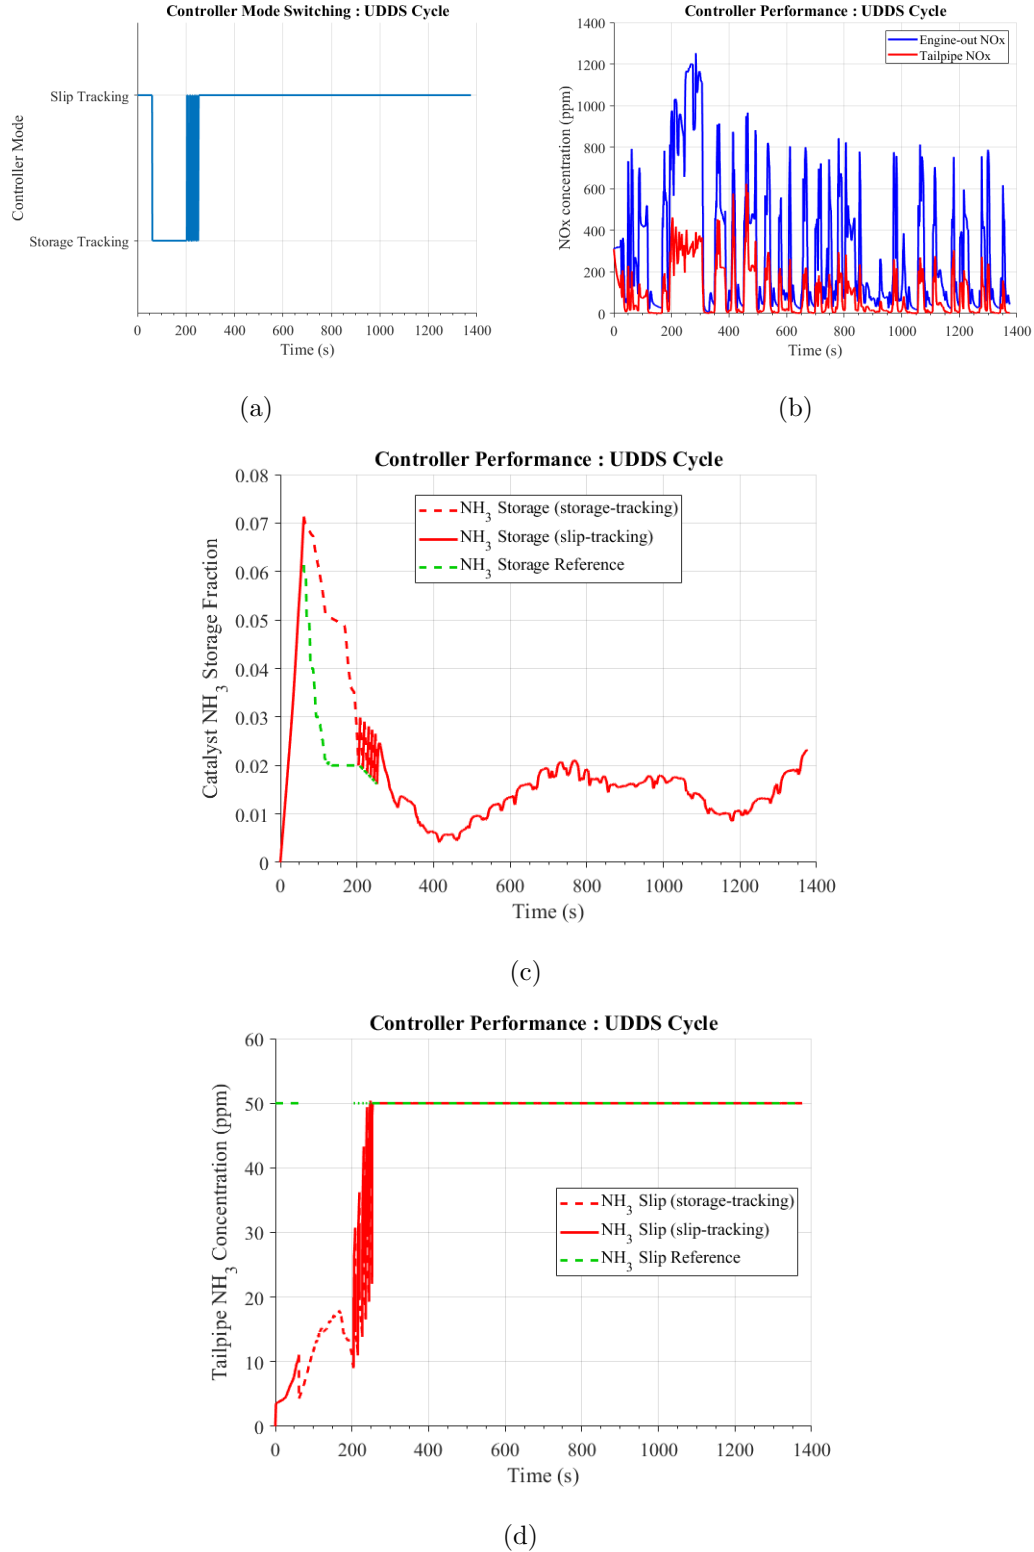 Controller Mode Switching : UDDS Cycle
Slip Tracking
Storage Tracking
Controller Mode
0 200 400 600 800 1000 1200 1400
Time (s)
(a)
Controller Performance : UDDS Cycle
Engine-out NOx
Tailpipe NOx
1400
1200
1000
800
600
400
200
0
NOx concentration (ppm)
0 200 400 600 800 1000 1200 1400
Time (s)
(b)
Controller Performance : UDDS Cycle
NH3 Storage (storage-tracking)
NH3 Storage (slip-tracking)
NH3 Storage Reference
0.08
0.07
0.06
0.05
0.04
0.03
0.02
0.01
0
Catalyst NH3 Storage Fraction
0 200 400 600 800 1000 1200 1400
Time (s)
(c)
Controller Performance : UDDS Cycle
60
50
40
30
20
10
0
Tailpipe NH3 Concentration (ppm)
NH3 Slip (storage-tracking)
NH3 Slip (slip-tracking)
NH3 Slip Reference
0 200 400 600 800 1000 1200 1400
Time (s)
(d)